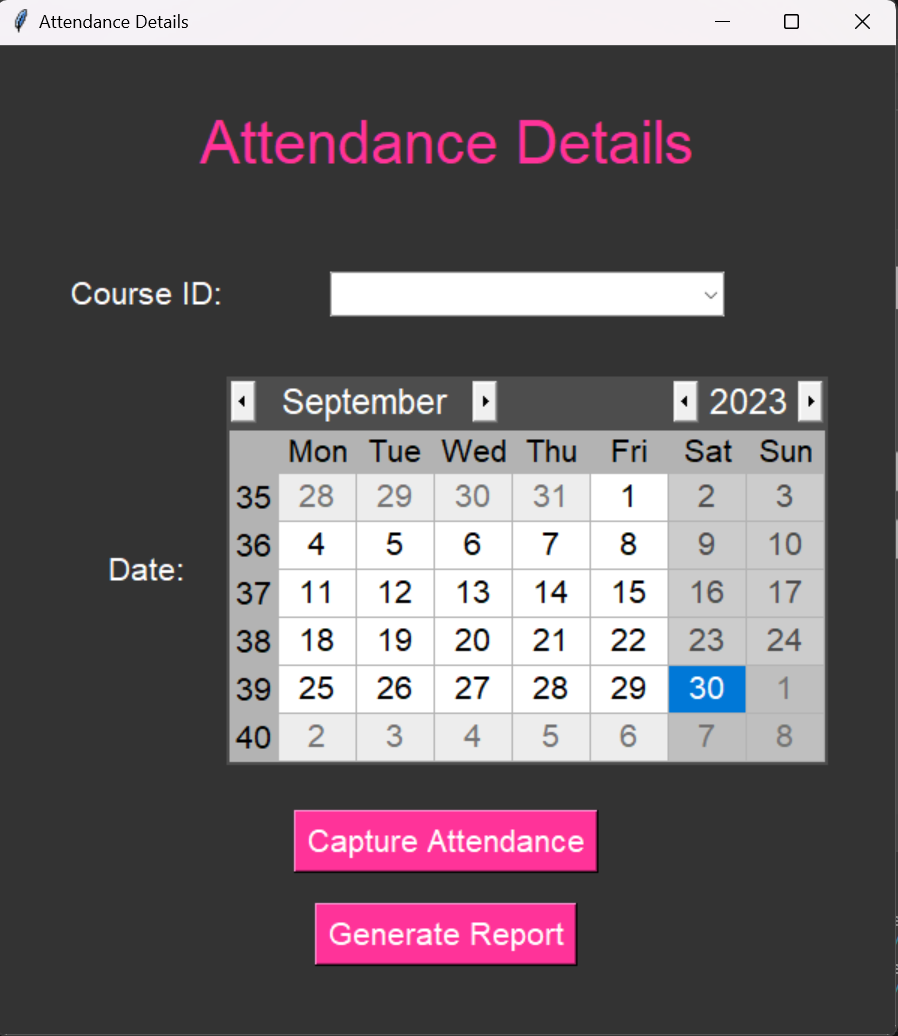 Attendance Details
Attendance Details
Course ID:
September 2023
Mon Tue Wed Thu Fri Sat Sun
35 28 29 30 31 1 2 3
36 4 5 6 7 8 9 10
Date:
37 11 12 13 14 15 16 17
38 18 19 20 21 22 23 24
39 25 26 27 28 29 30 1
40 2 3 4 5 6 7 8
Capture Attendance
Generate Report